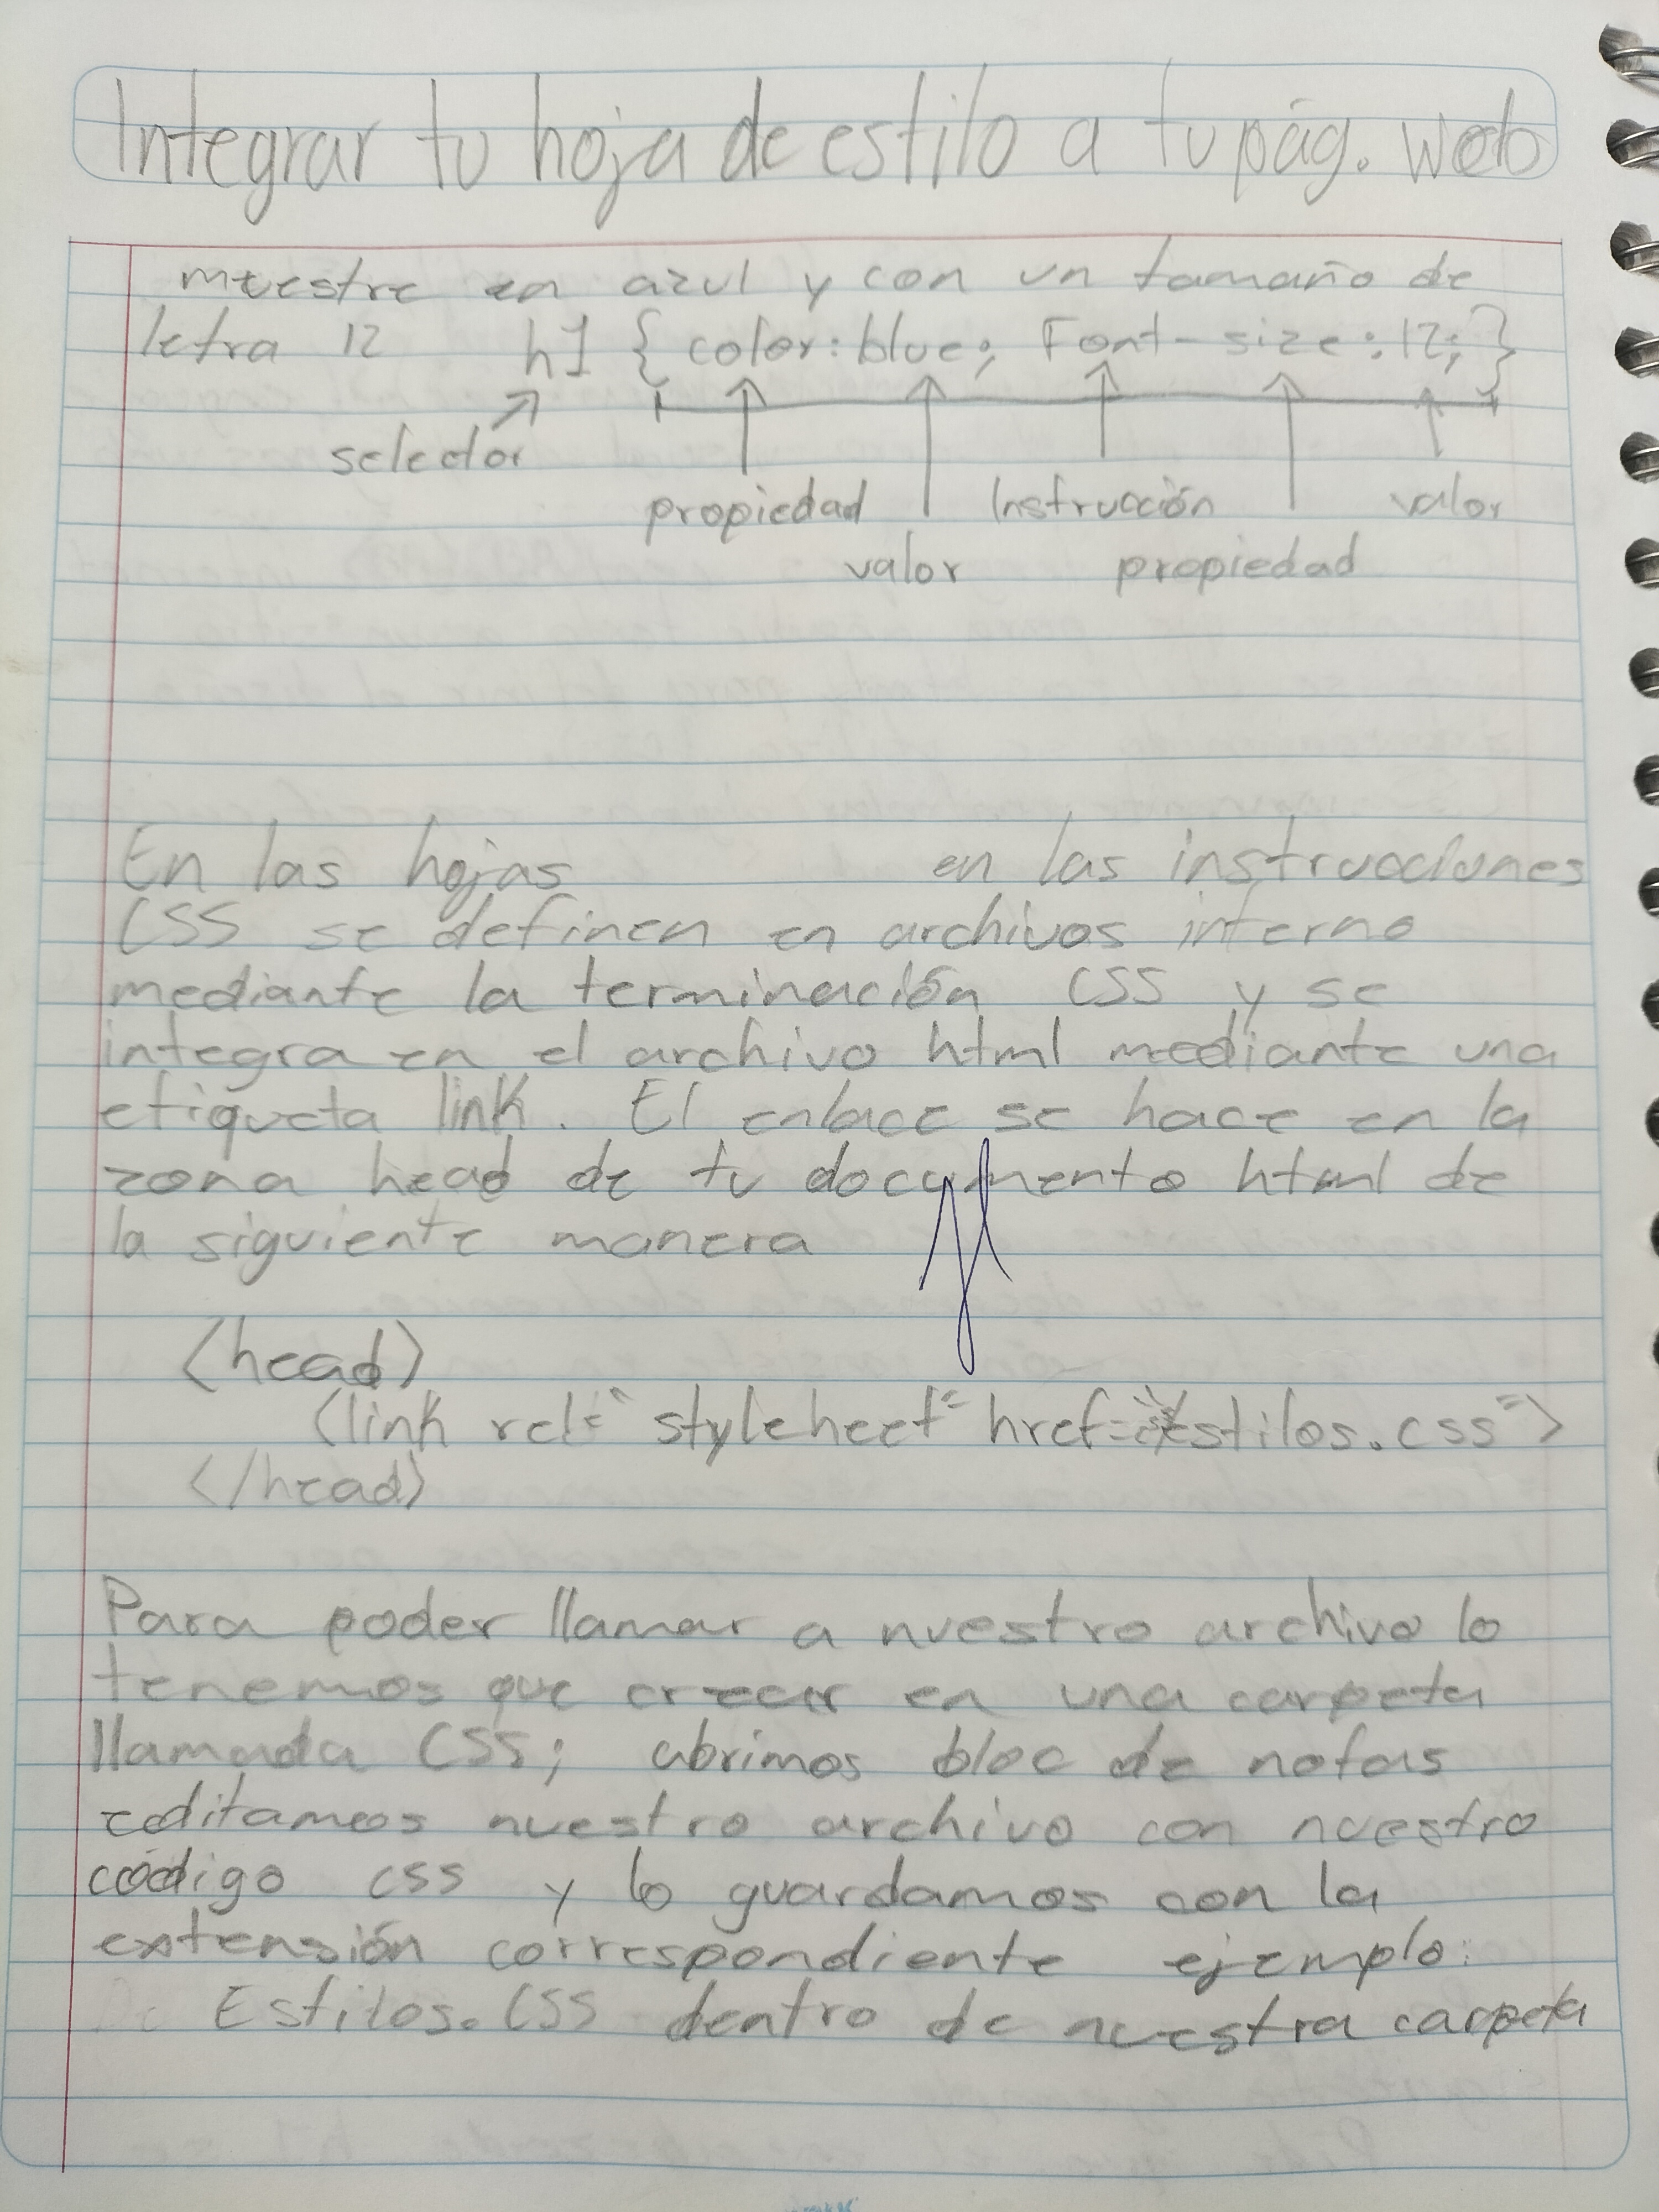 Integrar tu hoja de estilo a tu pág. web
muestre en azul y con un tamaño de
letra 12 h1 { color: blue; Font-size: 12; }
selector
propiedad Instrucción valor
valor propiedad
En las hojas en las instrucciones
CSS se definen en archivos interno
mediante la terminación CSS y se
integra en el archivo html mediante una
etiqueta link. El enlace se hace en la
zona head de tu documento html de
la siguiente manera
<head>
<link rel="styleheet" href="estilos.css">
</head>
Para poder llamar a nuestro archivo lo
tenemos que crear en una carpeta
llamada CSS; abrimos bloc de notas
editamos nuestro archivo con nuestro
código css y lo guardamos con la
extensión correspondiente ejemplo:
Estilos.CSS dentro de nuestra carpeta